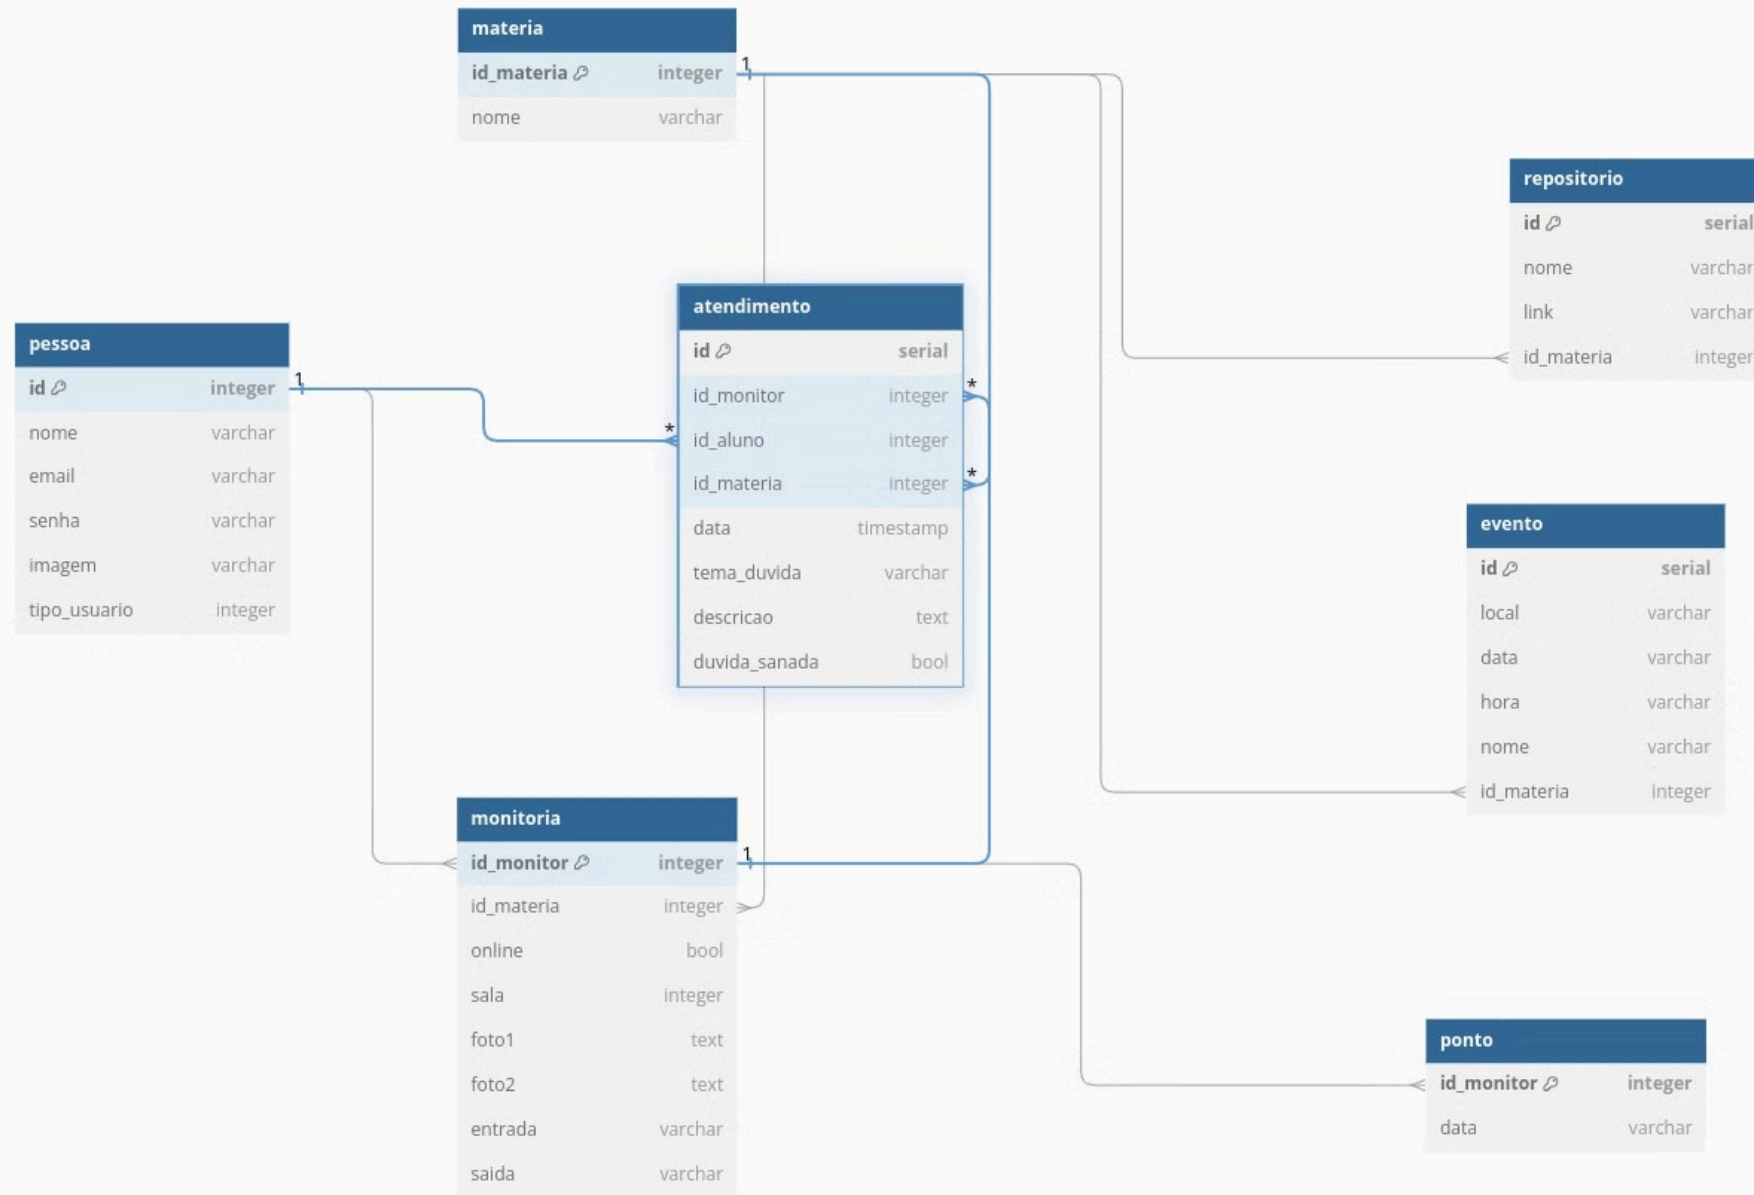 materia
id_materia integer
nome varchar
1
repositorio
id serial
nome varchar
link varchar
id_materia integer
pessoa
id integer
nome varchar
email varchar
senha varchar
imagem varchar
tipo_usuario integer
1
atendimento
id serial
id_monitor integer
id_aluno integer
id_materia integer
data timestamp
tema_duvida varchar
descricao text
duvida_sanada bool
*
*
*
evento
id serial
local varchar
data varchar
hora varchar
nome varchar
id_materia integer
monitoria
id_monitor integer
id_materia integer
online bool
sala integer
foto1 text
foto2 text
entrada varchar
saida varchar
1
ponto
id_monitor integer
data varchar